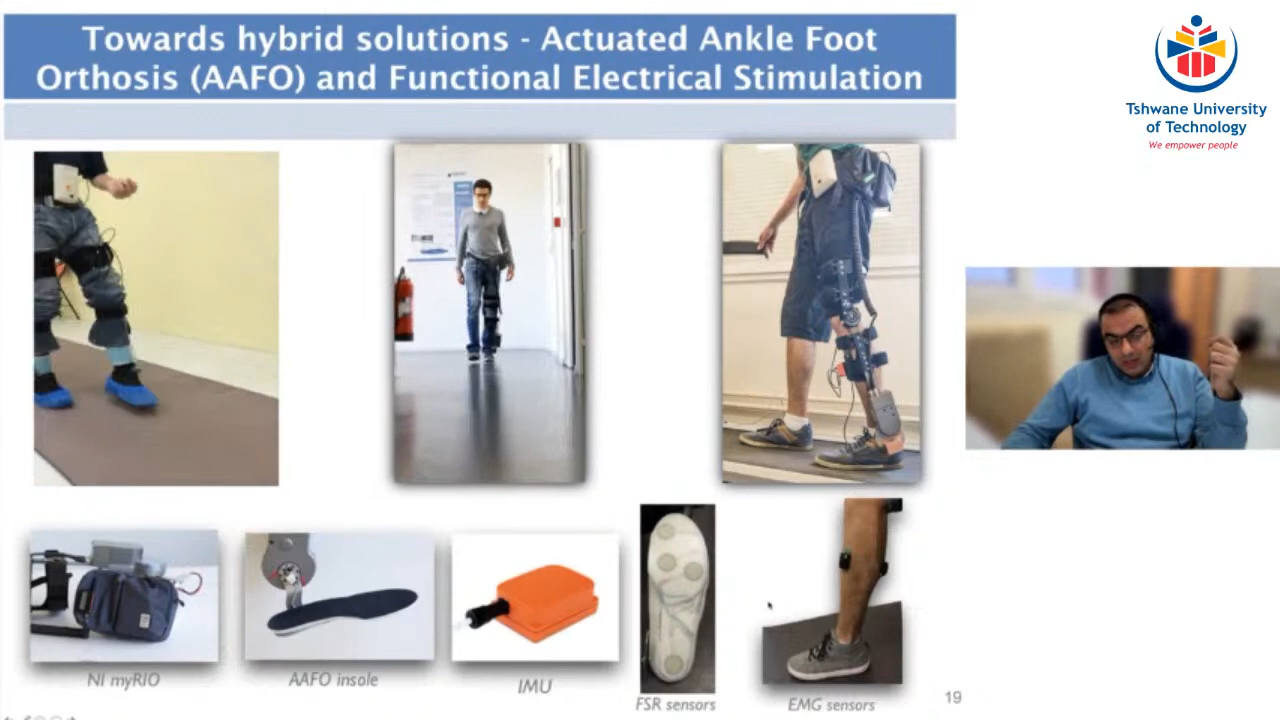 Towards hybrid solutions - Actuated Ankle Foot
Orthosis (AAFO) and Functional Electrical Stimulation
Tshwane University
of Technology
We empower people
NI myRIO
AAFO insole
IMU
FSR sensors
EMG sensors
19